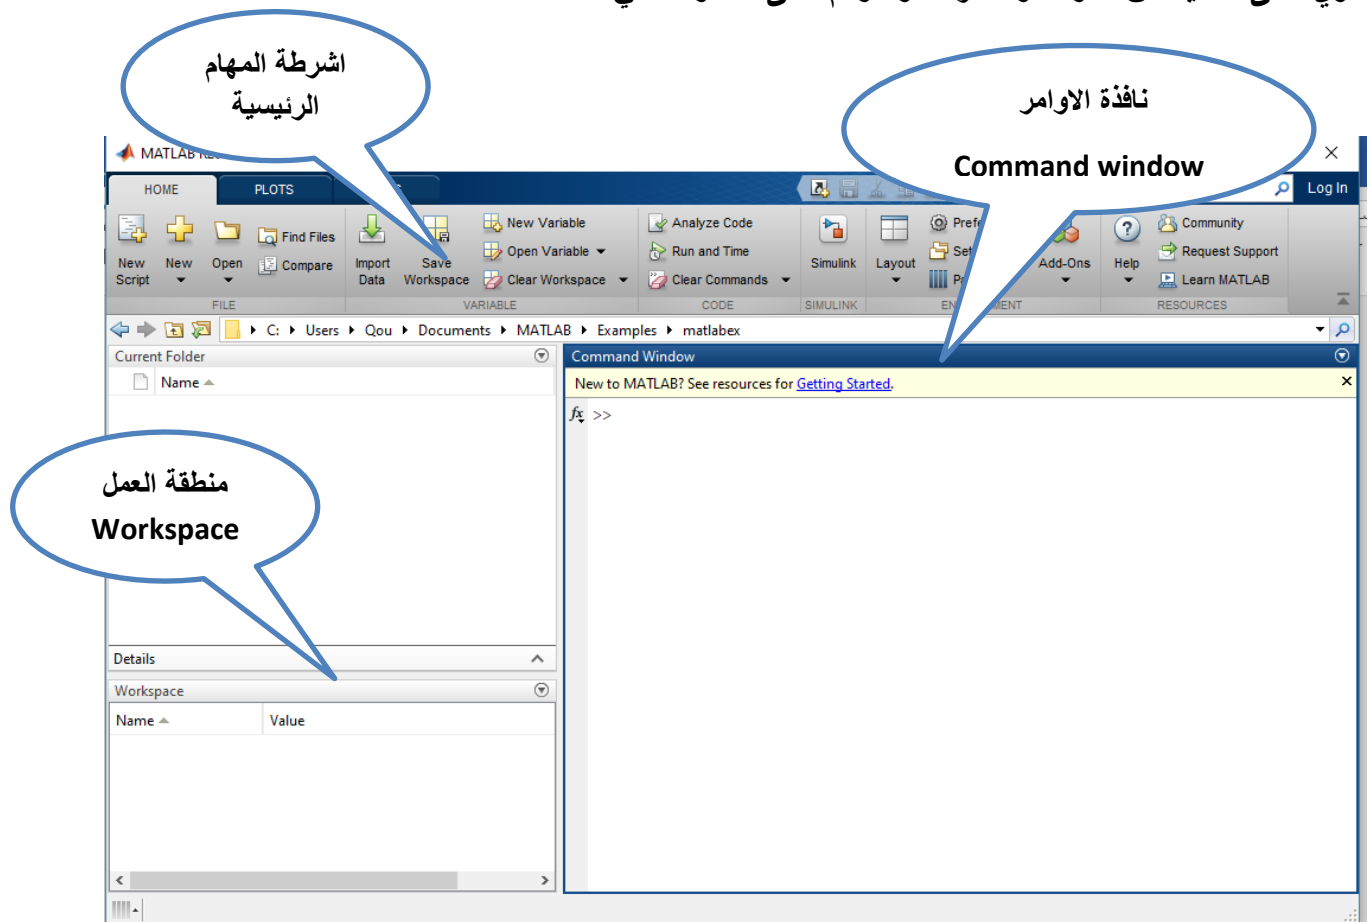 اشرطة المهام
الرئيسية
نافذة الاوامر
Command window
MATLAB
HOME PLOTS
Log In
New Script
New
Open
Find Files
Compare
Import Data
Save Workspace
New Variable
Open Variable
Clear Workspace
Analyze Code
Run and Time
Clear Commands
Simulink
Layout
Add-Ons
Help
Community
Request Support
Learn MATLAB
FILE VARIABLE CODE SIMULINK RESOURCES
C: Users Qou Documents MATLAB Examples matlabex
Current Folder
Name
Command Window
New to MATLAB? See resources for Getting Started.
fx >>
منطقة العمل
Workspace
Details
Workspace
Name Value